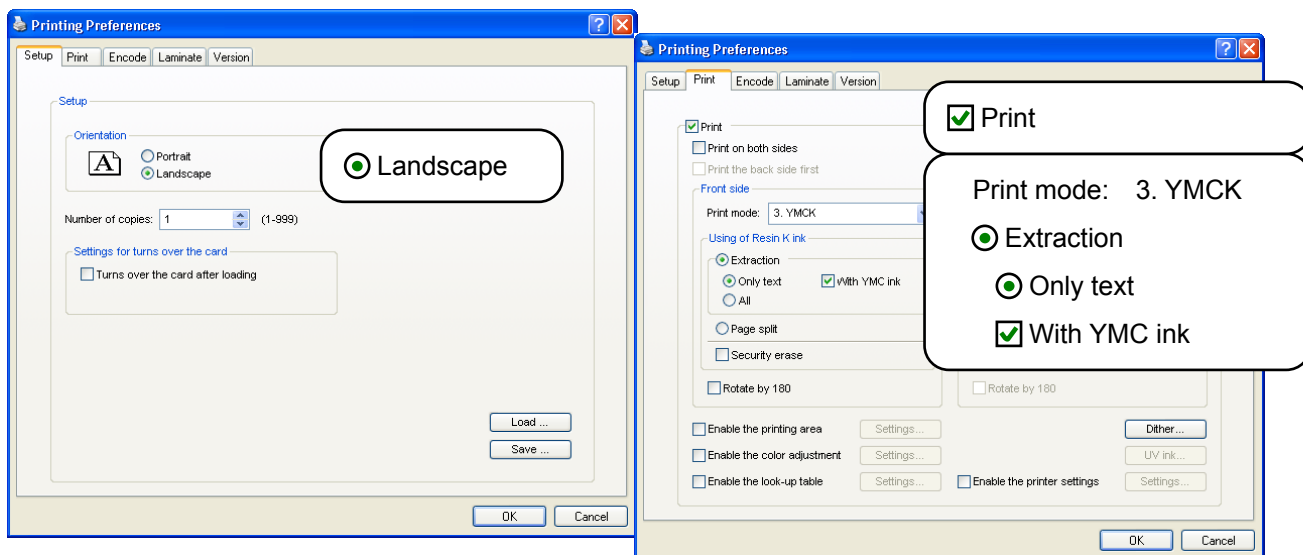 Printing Preferences
Setup Print Encode Laminate Version
Setup
Orientation
A
Portrait
Landscape
Landscape
Number of copies: 1 (1-999)
Settings for turns over the card
Turns over the card after loading
Load ...
Save ...
OK Cancel
Printing Preferences
Setup Print Encode Laminate Version
Print
Print on both sides
Print the back side first
Front side
Print mode: 3. YMCK
Using of Resin K ink
Extraction
Only text With YMC ink
All
Page split
Security erase
Rotate by 180 Rotate by 180
Enable the printing area Settings... Dither...
Enable the color adjustment Settings... UV ink...
Enable the look-up table Settings... Enable the printer settings Settings...
OK Cancel
Print
Print mode: 3. YMCK
Extraction
Only text
With YMC ink